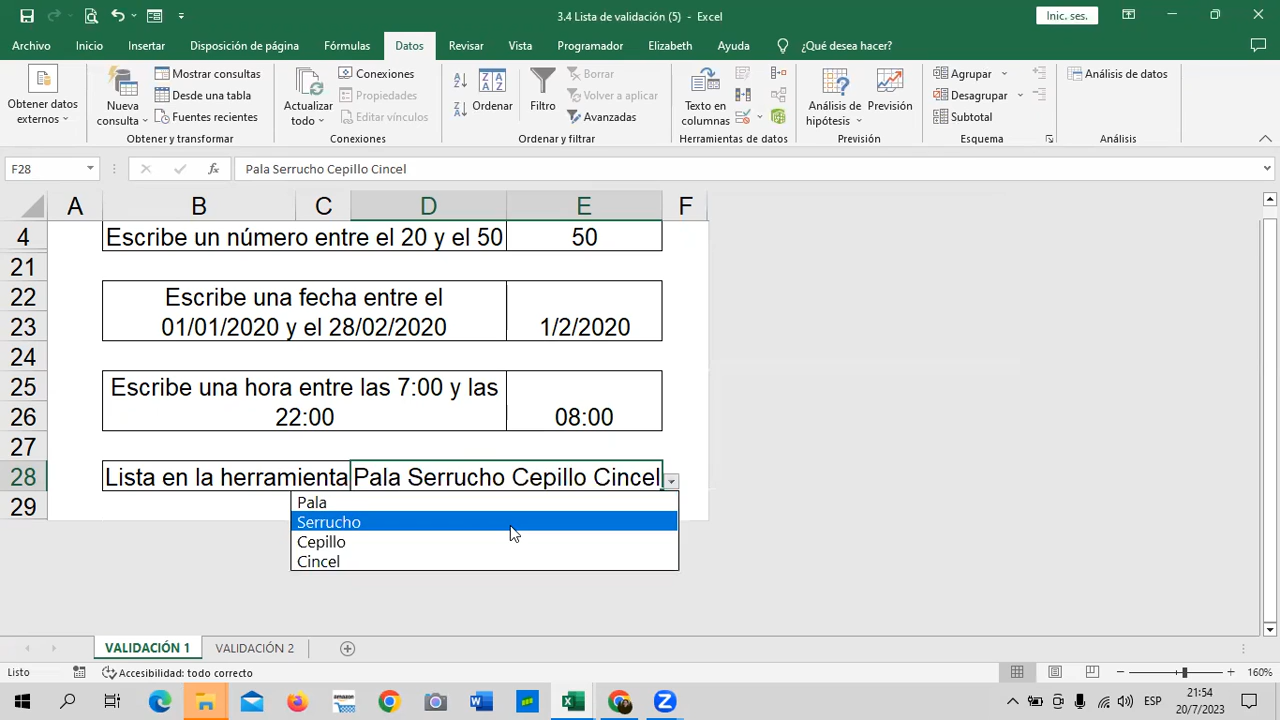 3.4 Lista de validación (5) - Excel
Inic. ses.
Archivo Inicio Insertar Disposición de página Fórmulas Datos Revisar Vista Programador Elizabeth Ayuda ¿Qué desea hacer?
Obtener datos
externos
Nueva
consulta
Mostrar consultas
Desde una tabla
Fuentes recientes
Obtener y transformar
Actualizar
todo
Conexiones
Propiedades
Editar vínculos
Conexiones
Ordenar
Filtro
Borrar
Volver a aplicar
Avanzadas
Ordenar y filtrar
Texto en
columnas
Herramientas de datos
Análisis de
hipótesis
Previsión
Previsión
Agrupar
Desagrupar
Subtotal
Esquema
Análisis de datos
Análisis
F28
fx
Pala Serrucho Cepillo Cincel
A B C D E F
4 Escribe un número entre el 20 y el 50 50
21
22 Escribe una fecha entre el
23 01/01/2020 y el 28/02/2020 1/2/2020
24
25 Escribe una hora entre las 7:00 y las
26 22:00 08:00
27
28 Lista en la herramienta Pala Serrucho Cepillo Cincel
29
Pala
Serrucho
Cepillo
Cincel
VALIDACIÓN 1 VALIDACIÓN 2
Listo Accesibilidad: todo correcto 160%
amazon
ESP
21:54
20/7/2023